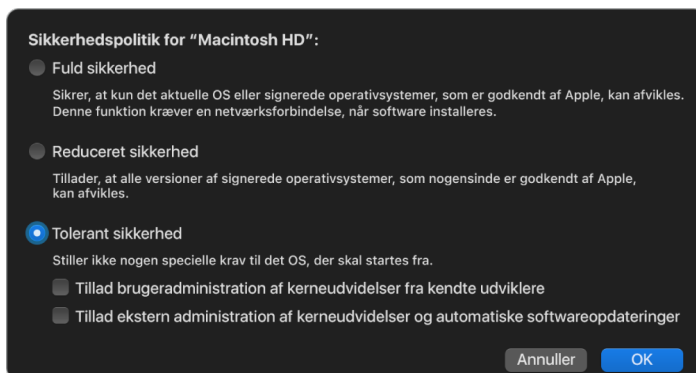 Sikkerhedspolitik for “Macintosh HD”:
Fuld sikkerhed
Sikrer, at kun det aktuelle OS eller signerede operativsystemer, som er godkendt af Apple, kan afvikles.
Denne funktion kræver en netværksforbindelse, når software installeres.
Reduceret sikkerhed
Tillader, at alle versioner af signerede operativsystemer, som nogensinde er godkendt af Apple,
kan afvikles.
Tolerant sikkerhed
Stiller ikke nogen specielle krav til det OS, der skal startes fra.
Tillad brugeradministration af kerneudvidelser fra kendte udviklere
Tillad ekstern administration af kerneudvidelser og automatiske softwareopdateringer
Annuller OK